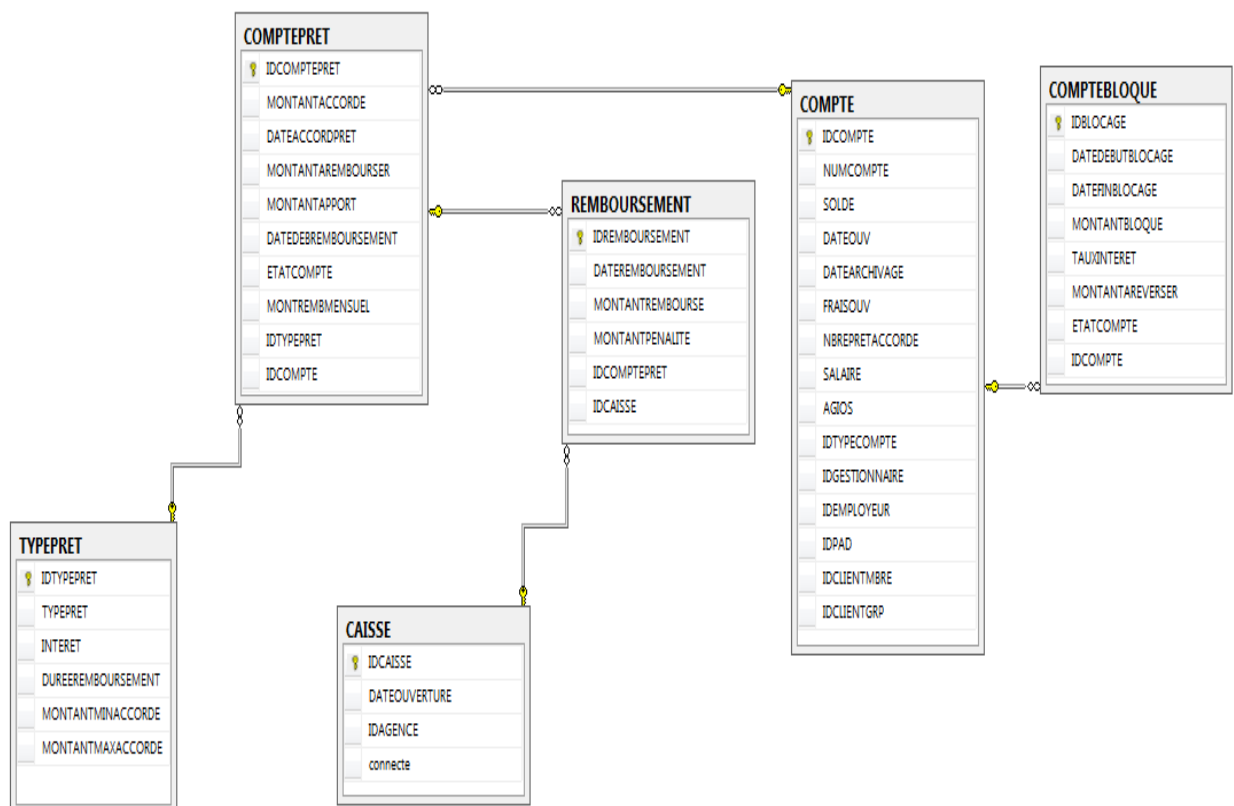 COMPTEPRET
IDCOMPTEPRET
MONTANTACCORDE
DATEACCORDPRET
MONTANTAREMBOURSER
MONTANTAPPORT
DATEDEBREMBOURSEMENT
ETATCOMPTE
MONTREMBMENSUEL
IDTYPEPRET
IDCOMPTE
REMBOURSEMENT
IDREMBOURSEMENT
DATEREMBOURSEMENT
MONTANTREMBOURSE
MONTANTPENALITE
IDCOMPTEPRET
IDCAISSE
COMPTE
IDCOMPTE
NUMCOMPTE
SOLDE
DATEOUV
DATEARCHIVAGE
FRAISOUV
NBREPRETACCORDE
SALAIRE
AGIOS
IDTYPECOMPTE
IDGESTIONNAIRE
IDEMPLOYEUR
IDPAD
IDCLIENTMBRE
IDCLIENTGRP
COMPTEBLOQUE
IDBLOCAGE
DATEDEBUTBLOCAGE
DATEFINBLOCAGE
MONTANTBLOQUE
TAUXINTERET
MONTANTAREVERSER
ETATCOMPTE
IDCOMPTE
TYPEPRET
IDTYPEPRET
TYPEPRET
INTERET
DUREEREMBOURSEMENT
MONTANTMINACCORDE
MONTANTMAXACCORDE
CAISSE
IDCAISSE
DATEOUVERTURE
IDAGENCE
connecte